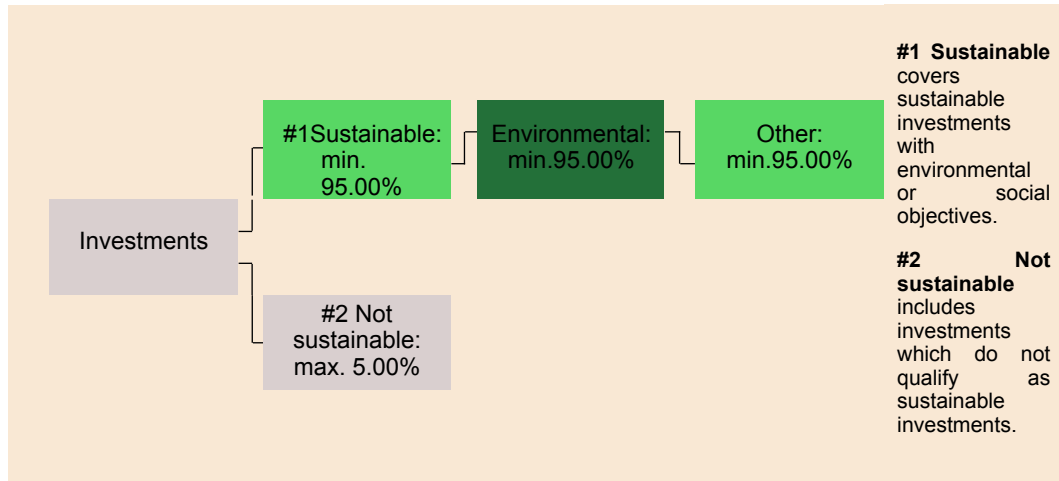 #1Sustainable:
min.
95.00%
Environmental:
min.95.00%
Other:
min.95.00%
Investments
#2 Not
sustainable:
max. 5.00%
#1 Sustainable
covers
sustainable
investments
with
environmental
or social
objectives.
#2 Not
sustainable
includes
investments
which do not
qualify as
sustainable
investments.